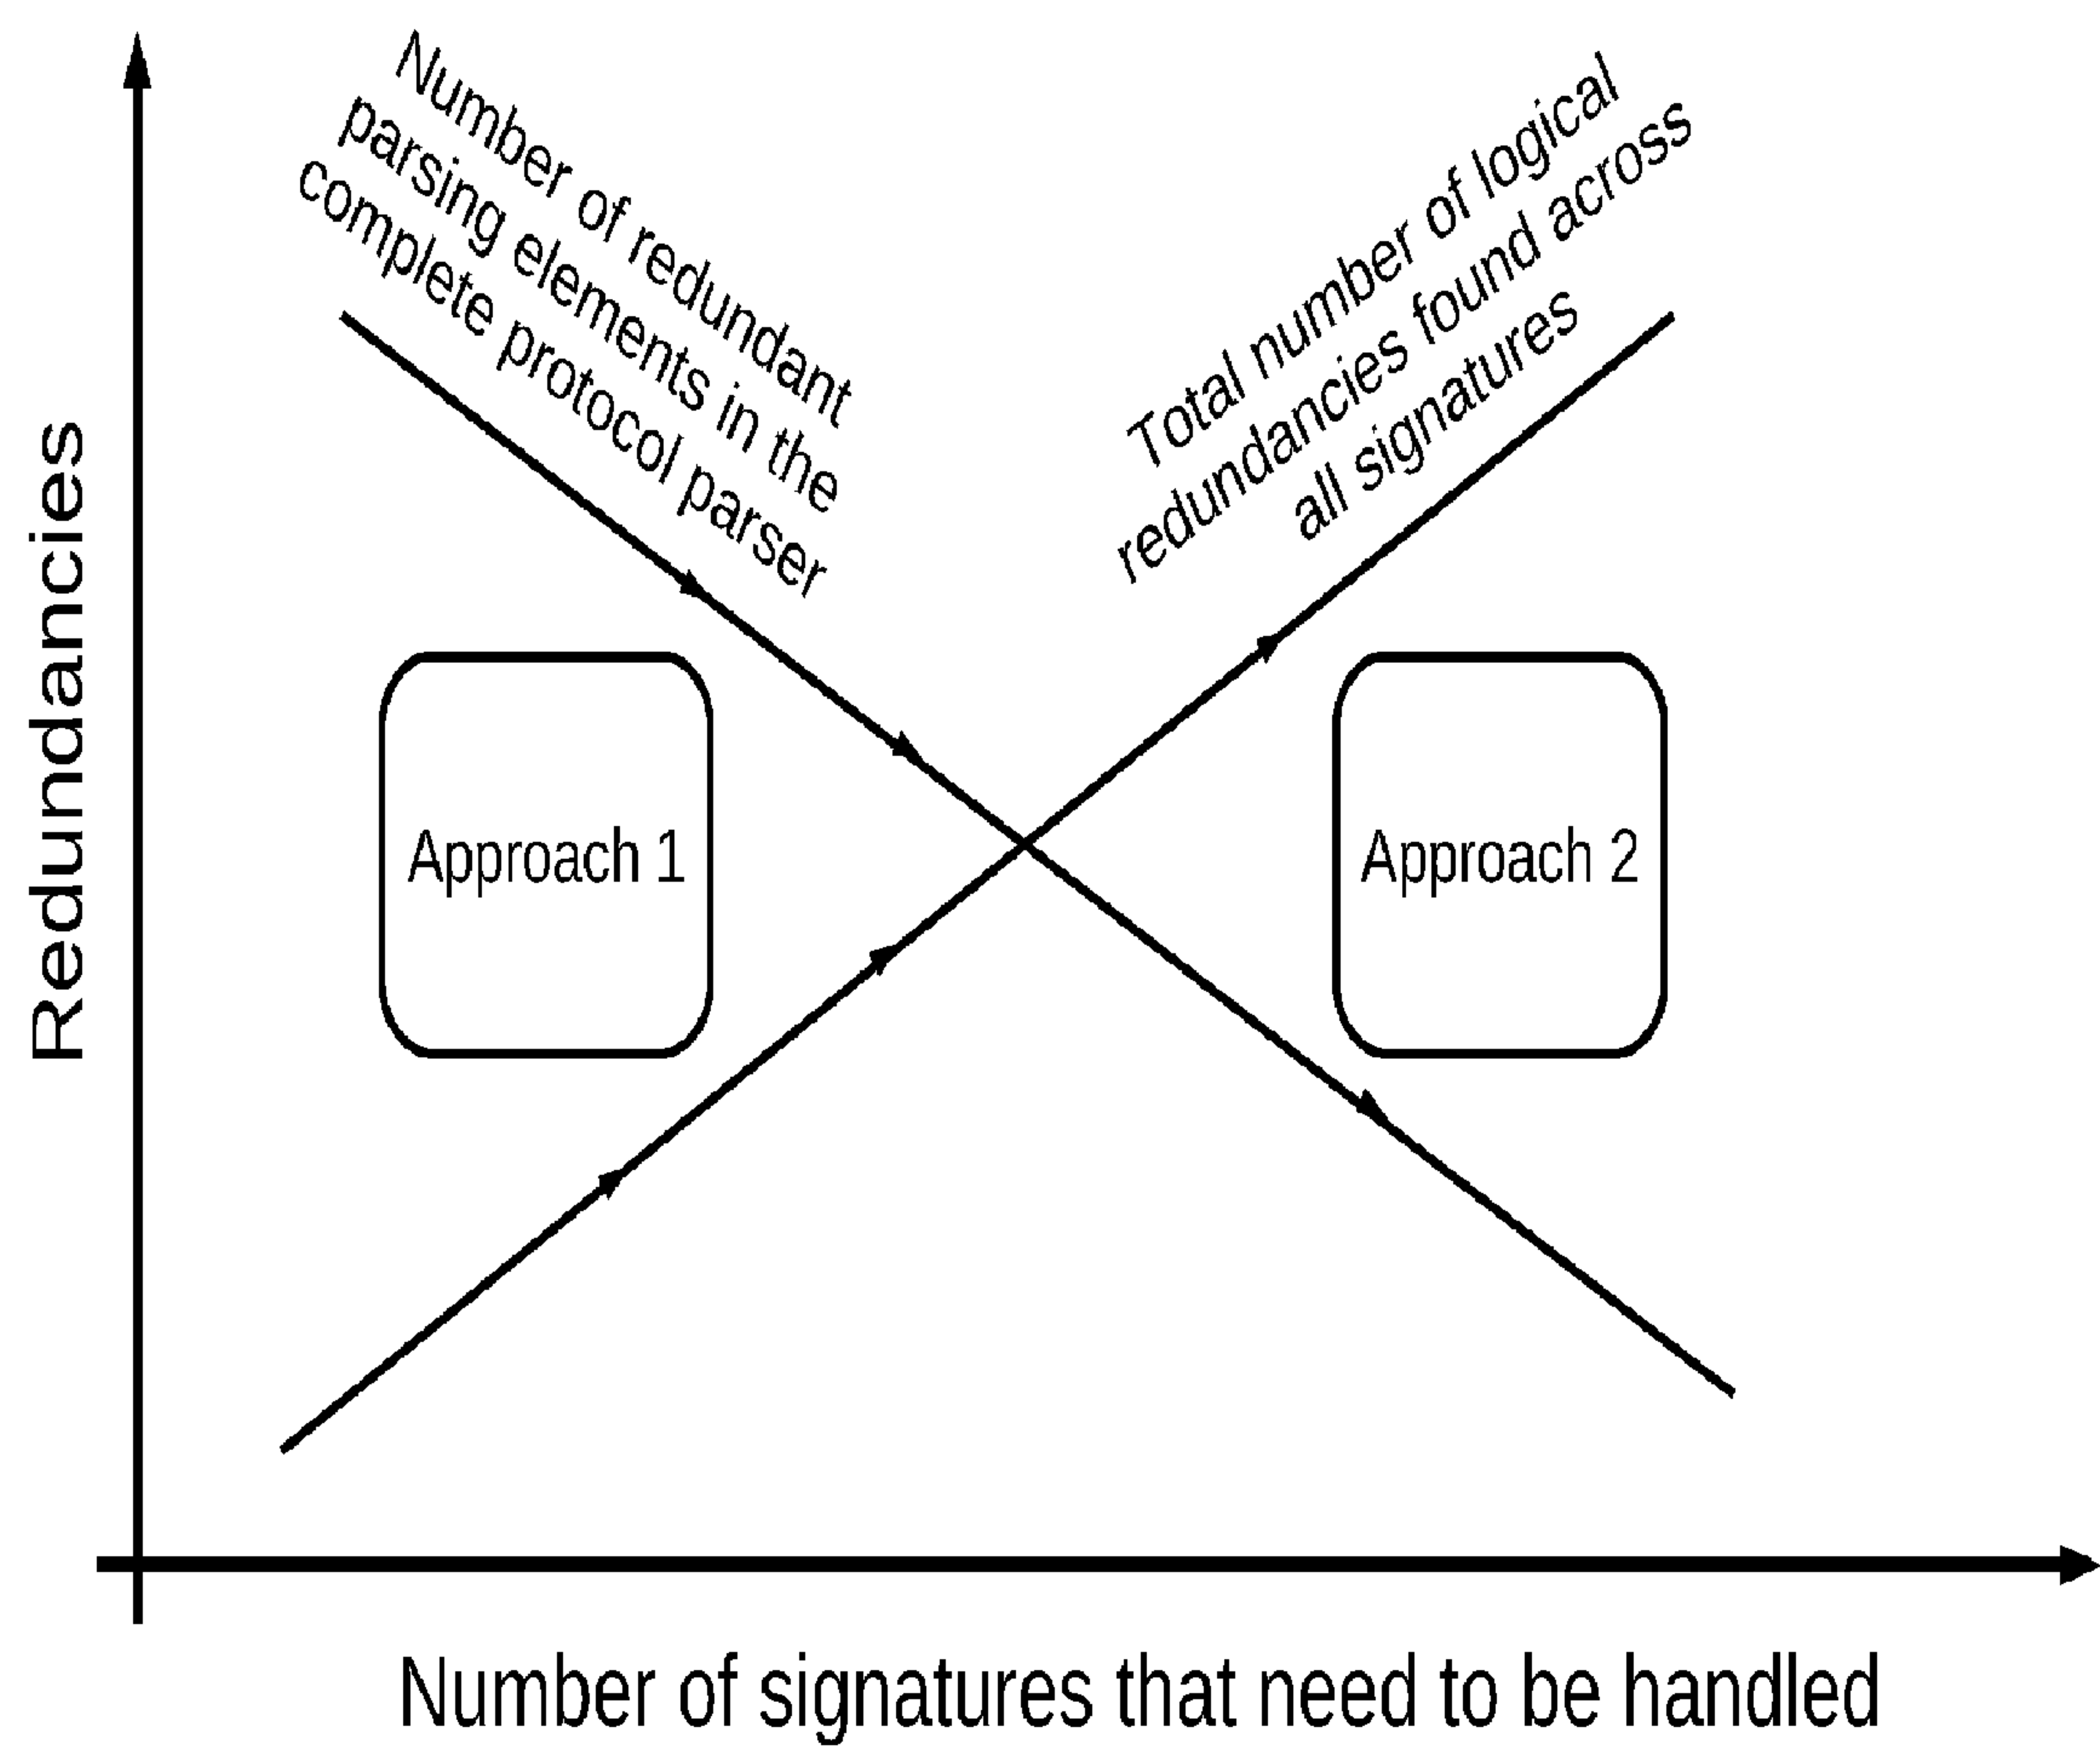 Number of redundant
parsing elements in the
complete protocol parser
Total number of logical
redundancies found across
all signatures
Redundancies
Approach 1
Approach 2
Number of signatures that need to be handled